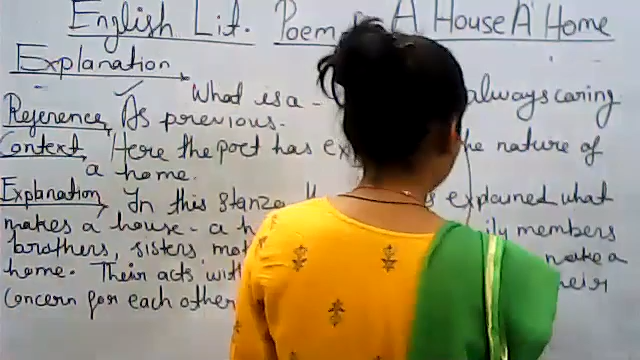 English Lit. Poem A House A Home
Explanation
What is a - always caring
Reference, As previous.
Context, Here the poet has ex the nature of
a home.
Explanation, In this stanza explained what
makes a house - a h ily members
brothers, sisters, mot make a
home. Their acts with heir
Concern for each other